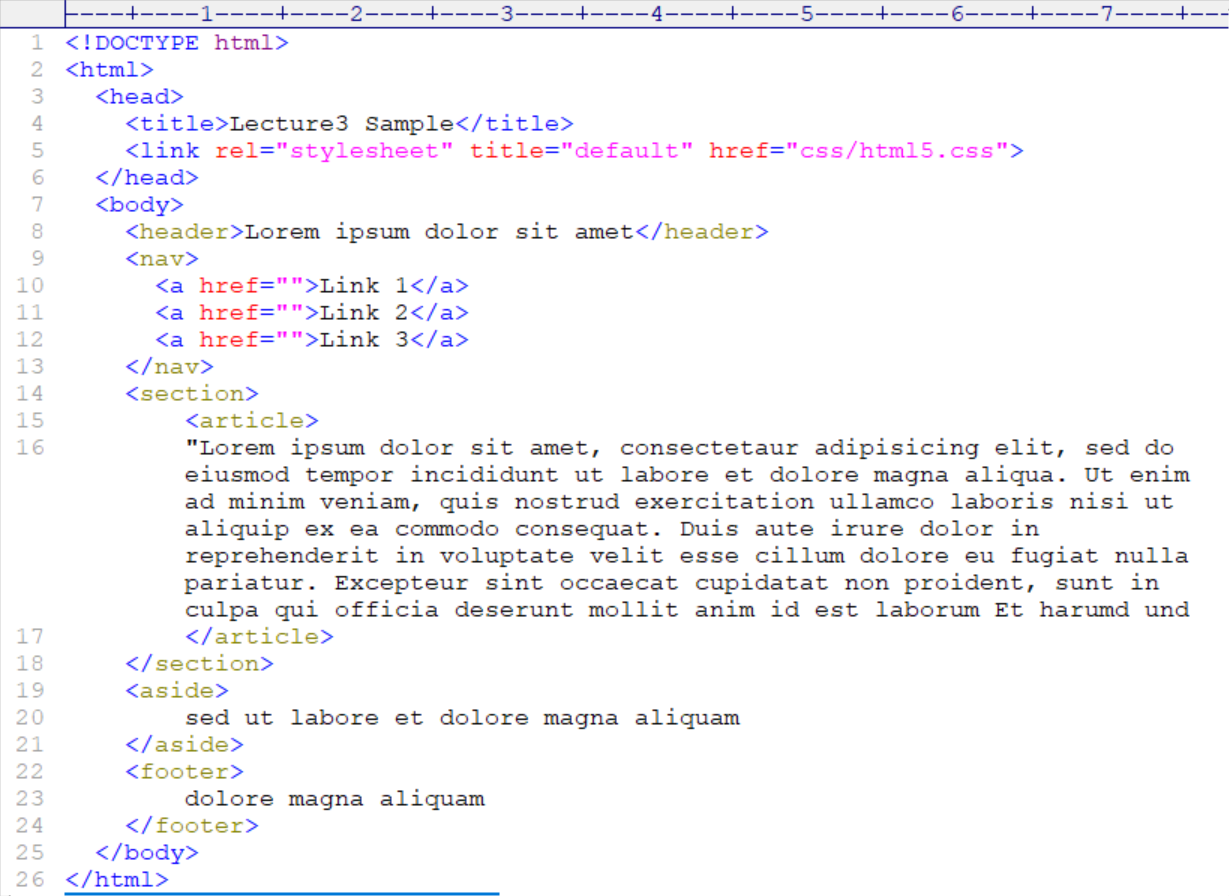 ----+----1----+----2----+----3----+----4----+----5----+----6----+----7----+--
1 <!DOCTYPE html>
2 <html>
3   <head>
4     <title>Lecture3 Sample</title>
5     <link rel="stylesheet" title="default" href="css/html5.css">
6   </head>
7   <body>
8     <header>Lorem ipsum dolor sit amet</header>
9     <nav>
10       <a href="">Link 1</a>
11       <a href="">Link 2</a>
12       <a href="">Link 3</a>
13     </nav>
14     <section>
15         <article>
16         "Lorem ipsum dolor sit amet, consectetaur adipisicing elit, sed do
        eiusmod tempor incididunt ut labore et dolore magna aliqua. Ut enim
        ad minim veniam, quis nostrud exercitation ullamco laboris nisi ut
        aliquip ex ea commodo consequat. Duis aute irure dolor in
        reprehenderit in voluptate velit esse cillum dolore eu fugiat nulla
        pariatur. Excepteur sint occaecat cupidatat non proident, sunt in
        culpa qui officia deserunt mollit anim id est laborum Et harumd und
17         </article>
18     </section>
19     <aside>
20         sed ut labore et dolore magna aliquam
21     </aside>
22     <footer>
23         dolore magna aliquam
24     </footer>
25   </body>
26 </html>